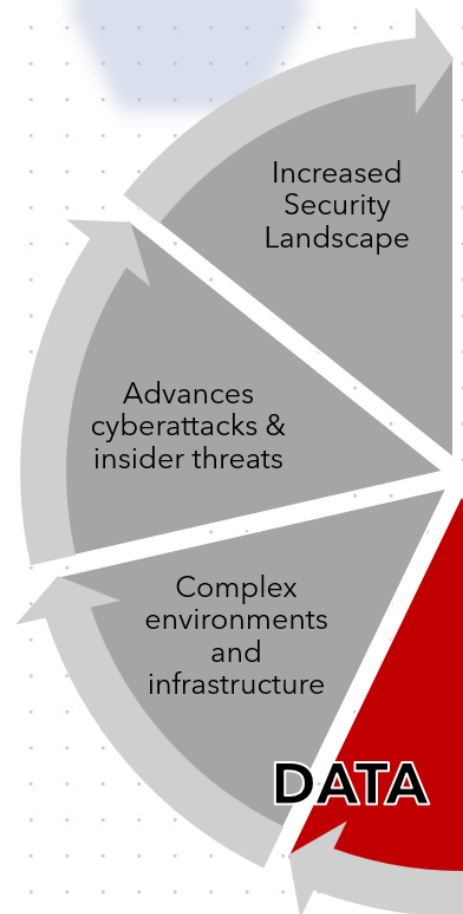 Increased
Security
Landscape
Advances
cyberattacks &
insider threats
Complex
environments
and
infrastructure
DATA